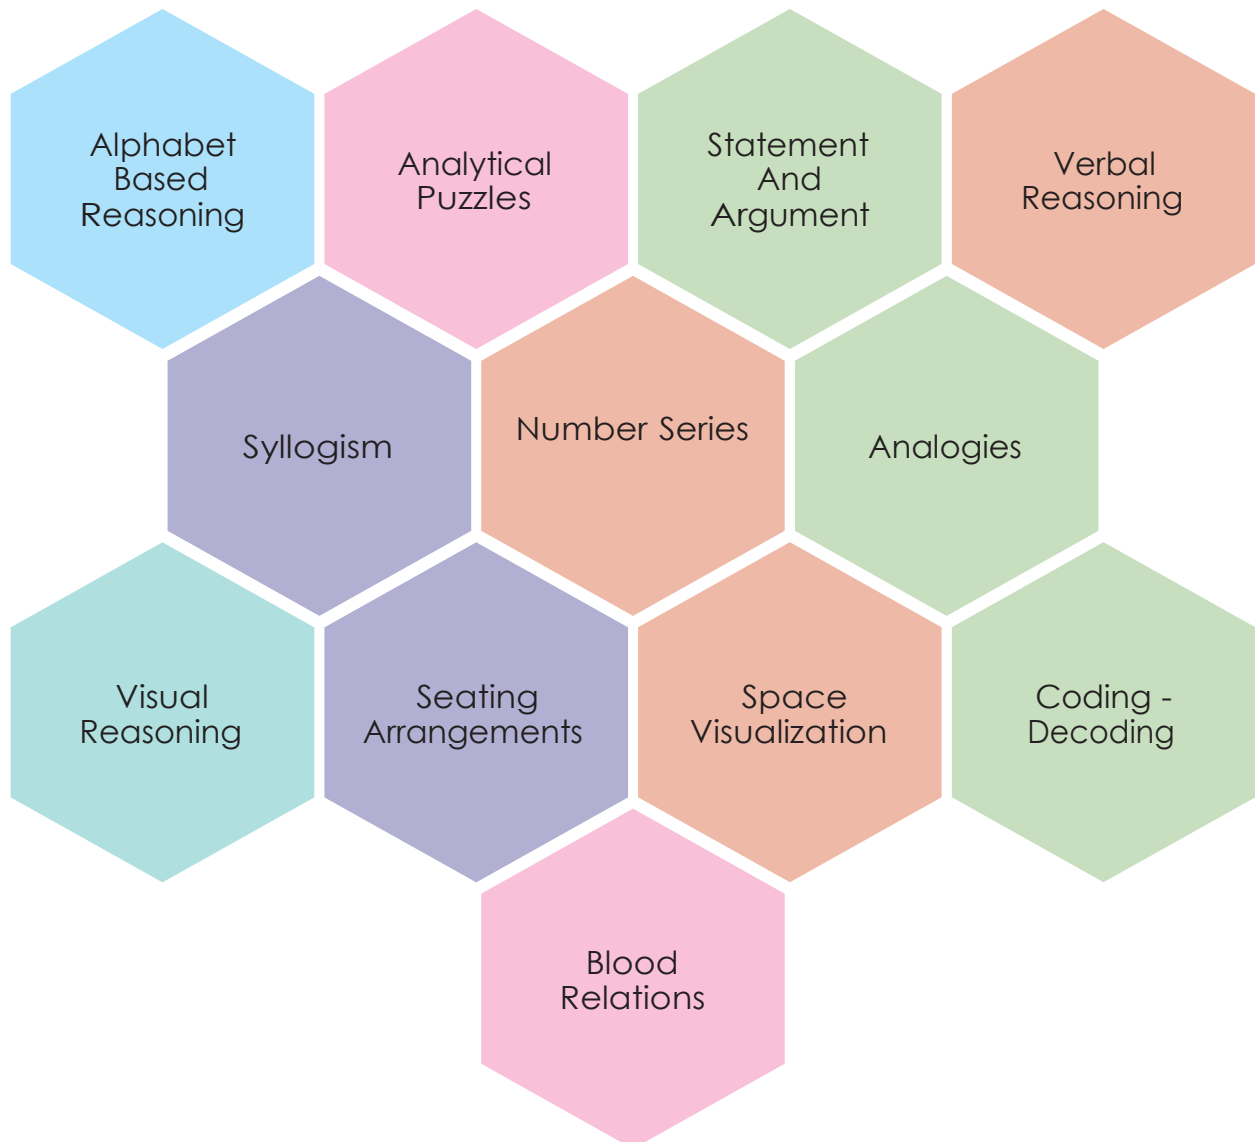 Alphabet
Based
Reasoning
Analytical
Puzzles
Statement
And
Argument
Verbal
Reasoning
Syllogism
Number Series
Analogies
Visual
Reasoning
Seating
Arrangements
Space
Visualization
Coding -
Decoding
Blood
Relations